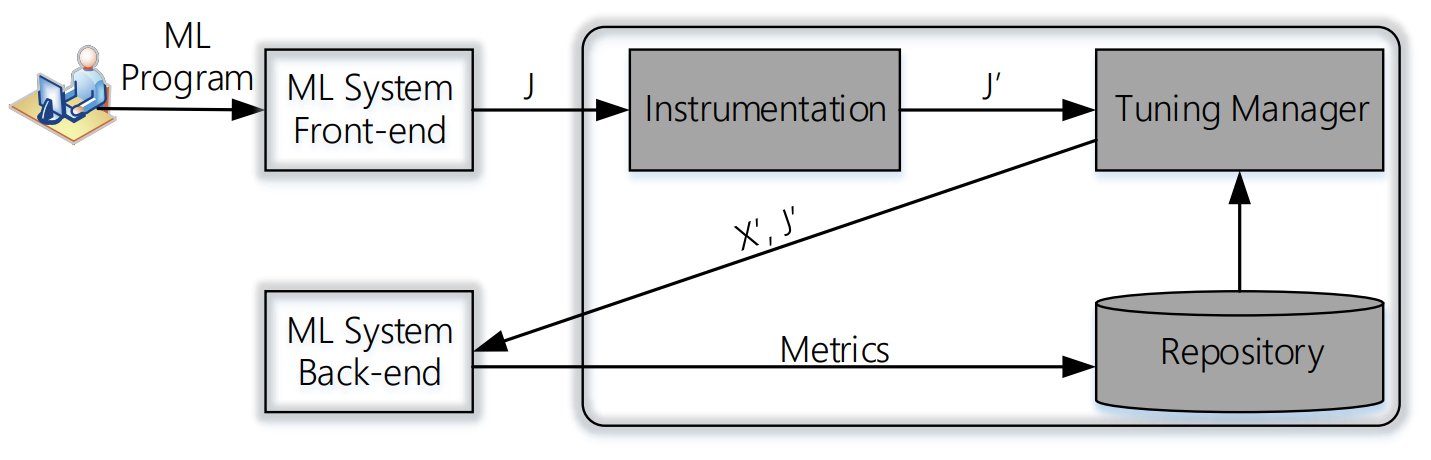 ML
Program
ML System
Front-end
J
Instrumentation
J′
Tuning Manager
X', J'
ML System
Back-end
Metrics
Repository